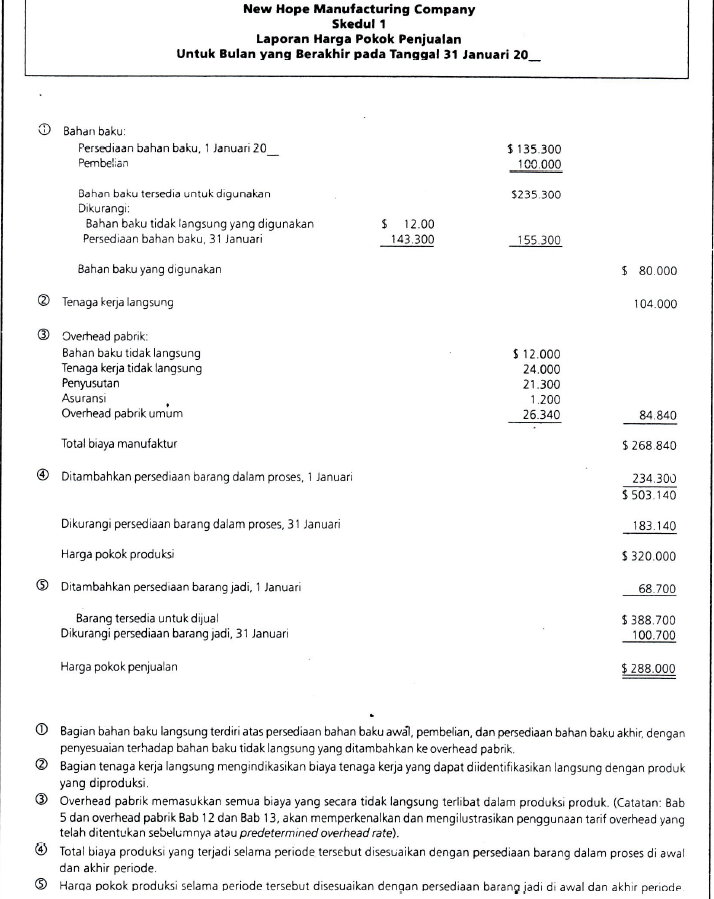 New Hope Manufacturing Company
Skedul 1
Laporan Harga Pokok Penjualan
Untuk Bulan yang Berakhir pada Tanggal 31 Januari 20__
① Bahan baku:
Persediaan bahan baku, 1 Januari 20__ $ 135.300
Pembelian 100.000
Bahan baku tersedia untuk digunakan $235.300
Dikurangi:
Bahan baku tidak langsung yang digunakan $ 12.00
Persediaan bahan baku, 31 Januari 143.300 155.300
Bahan baku yang digunakan $ 80.000
② Tenaga kerja langsung 104.000
③ Overhead pabrik:
Bahan baku tidak langsung $ 12.000
Tenaga kerja tidak langsung 24.000
Penyusutan 21.300
Asuransi 1.200
Overhead pabrik umum 26.340 84.840
Total biaya manufaktur $ 268.840
④ Ditambahkan persediaan barang dalam proses, 1 Januari 234.300
$ 503.140
Dikurangi persediaan barang dalam proses, 31 Januari 183.140
Harga pokok produksi $ 320.000
⑤ Ditambahkan persediaan barang jadi, 1 Januari 68.700
Barang tersedia untuk dijual $ 388.700
Dikurangi persediaan barang jadi, 31 Januari 100.700
Harga pokok penjualan $ 288.000
① Bagian bahan baku langsung terdiri atas persediaan bahan baku awal, pembelian, dan persediaan bahan baku akhir, dengan
penyesuaian terhadap bahan baku tidak langsung yang ditambahkan ke overhead pabrik.
② Bagian tenaga kerja langsung mengindikasikan biaya tenaga kerja yang dapat diidentifikasikan langsung dengan produk
yang diproduksi.
③ Overhead pabrik memasukkan semua biaya yang secara tidak langsung terlibat dalam produksi produk. (Catatan: Bab
5 dan overhead pabrik Bab 12 dan Bab 13, akan memperkenalkan dan mengilustrasikan penggunaan tarif overhead yang
telah ditentukan sebelumnya atau predetermined overhead rate).
④ Total biaya produksi yang terjadi selama periode tersebut disesuaikan dengan persediaan barang dalam proses di awal
dan akhir periode.
⑤ Harga pokok produksi selama periode tersebut disesuaikan dengan persediaan barang jadi di awal dan akhir periode.